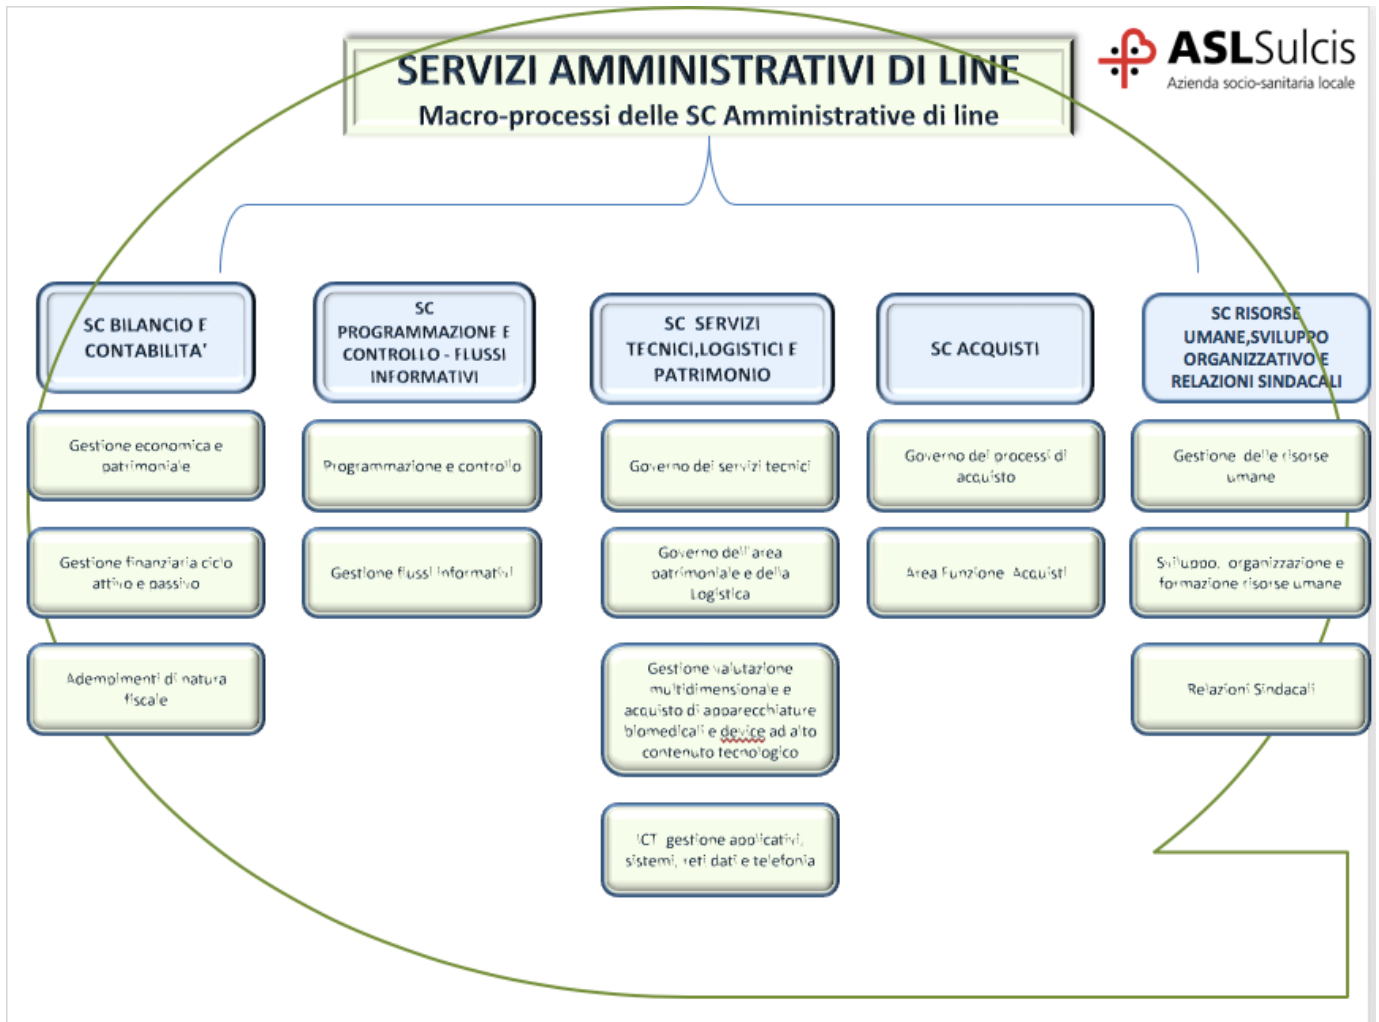 SERVIZI AMMINISTRATIVI DI LINE
Macro-processi delle SC Amministrative di line
ASLSulcis
Azienda socio-sanitaria locale
SC BILANCIO E
CONTABILITA'
Gestione economica e
patrimoniale
Gestione finanziaria ciclo
attivo e passivo
Adempimenti di natura
fiscale
SC
PROGRAMMAZIONE E
CONTROLLO - FLUSSI
INFORMATIVI
Programmazione e controllo
Gestione flussi informativi
SC SERVIZI
TECNICI,LOGISTICI E
PATRIMONIO
Governo dei servizi tecnici
Governo dell'area
patrimoniale e della
Logistica
Gestione valutazione
multidimensionale e
acquisto di apparecchiature
biomedicali e device ad alto
contenuto tecnologico
ICT gestione applicativi,
sistemi, reti dati e telefonia
SC ACQUISTI
Governo dei processi di
acquisto
Area Funzione Acquisti
SC RISORSE
UMANE,SVILUPPO
ORGANIZZATIVO E
RELAZIONI SINDACALI
Gestione delle risorse
umane
Sviluppo, organizzazione e
formazione risorse umane
Relazioni Sindacali